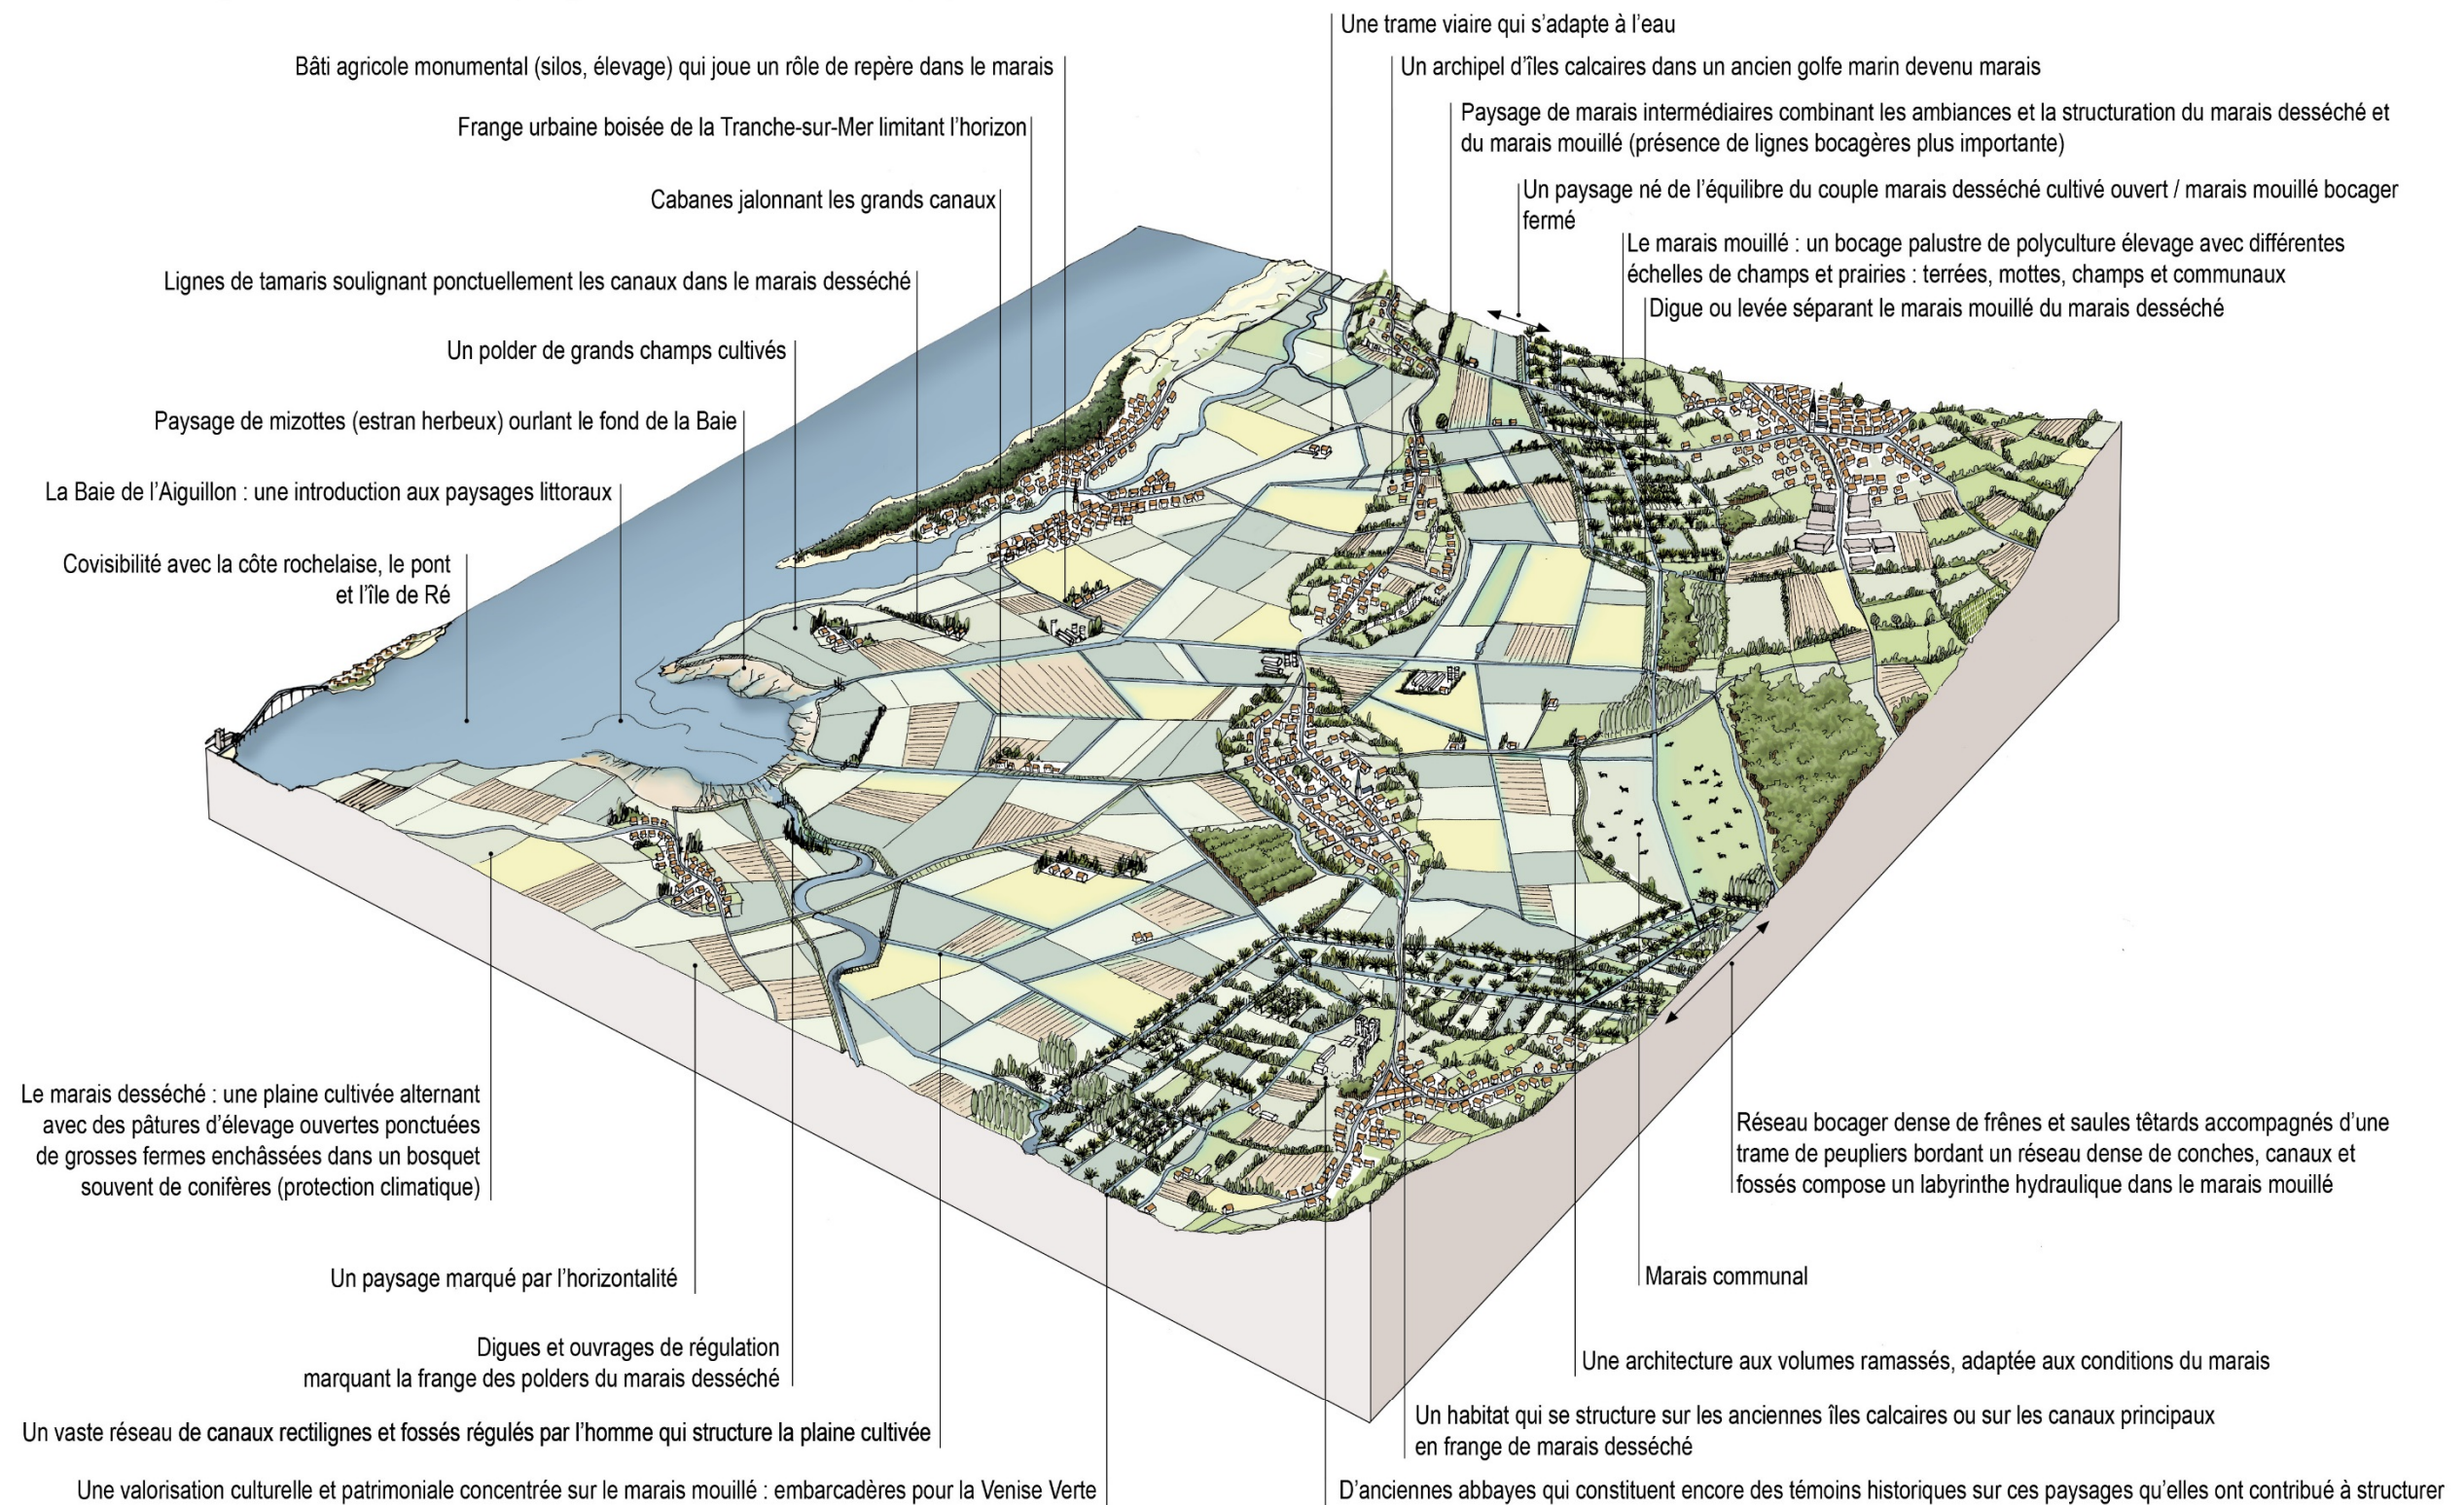 Une trame viaire qui s’adapte à l’eau
Bâti agricole monumental (silos, élevage) qui joue un rôle de repère dans le marais
Un archipel d’îles calcaires dans un ancien golfe marin devenu marais
Paysage de marais intermédiaires combinant les ambiances et la structuration du marais desséché et
du marais mouillé (présence de lignes bocagères plus importante)
Frange urbaine boisée de la Tranche-sur-Mer limitant l’horizon
Un paysage né de l’équilibre du couple marais desséché cultivé ouvert / marais mouillé bocager
fermé
Cabanes jalonnant les grands canaux
Le marais mouillé : un bocage palustre de polyculture élevage avec différentes
échelles de champs et prairies : terrées, mottes, champs et communaux
Lignes de tamaris soulignant ponctuellement les canaux dans le marais desséché
Digue ou levée séparant le marais mouillé du marais desséché
Un polder de grands champs cultivés
Paysage de mizottes (estran herbeux) ourlant le fond de la Baie
La Baie de l’Aiguillon : une introduction aux paysages littoraux
Covisibilité avec la côte rochelaise, le pont
et l’île de Ré
Le marais desséché : une plaine cultivée alternant
avec des pâtures d’élevage ouvertes ponctuées
de grosses fermes enchâssées dans un bosquet
souvent de conifères (protection climatique)
Réseau bocager dense de frênes et saules têtards accompagnés d’une
trame de peupliers bordant un réseau dense de conches, canaux et
fossés compose un labyrinthe hydraulique dans le marais mouillé
Un paysage marqué par l’horizontalité
Marais communal
Digues et ouvrages de régulation
marquant la frange des polders du marais desséché
Une architecture aux volumes ramassés, adaptée aux conditions du marais
Un vaste réseau de canaux rectilignes et fossés régulés par l’homme qui structure la plaine cultivée
Un habitat qui se structure sur les anciennes îles calcaires ou sur les canaux principaux
en frange de marais desséché
Une valorisation culturelle et patrimoniale concentrée sur le marais mouillé : embarcadères pour la Venise Verte
D’anciennes abbayes qui constituent encore des témoins historiques sur ces paysages qu’elles ont contribué à structurer